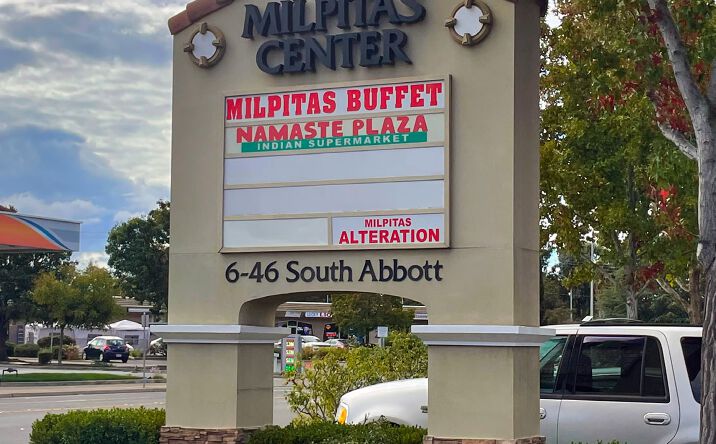 MILPITAS
CENTER
MILPITAS BUFFET
NAMASTE PLAZA
INDIAN SUPERMARKET
MILPITAS
ALTERATION
6-46 South Abbott